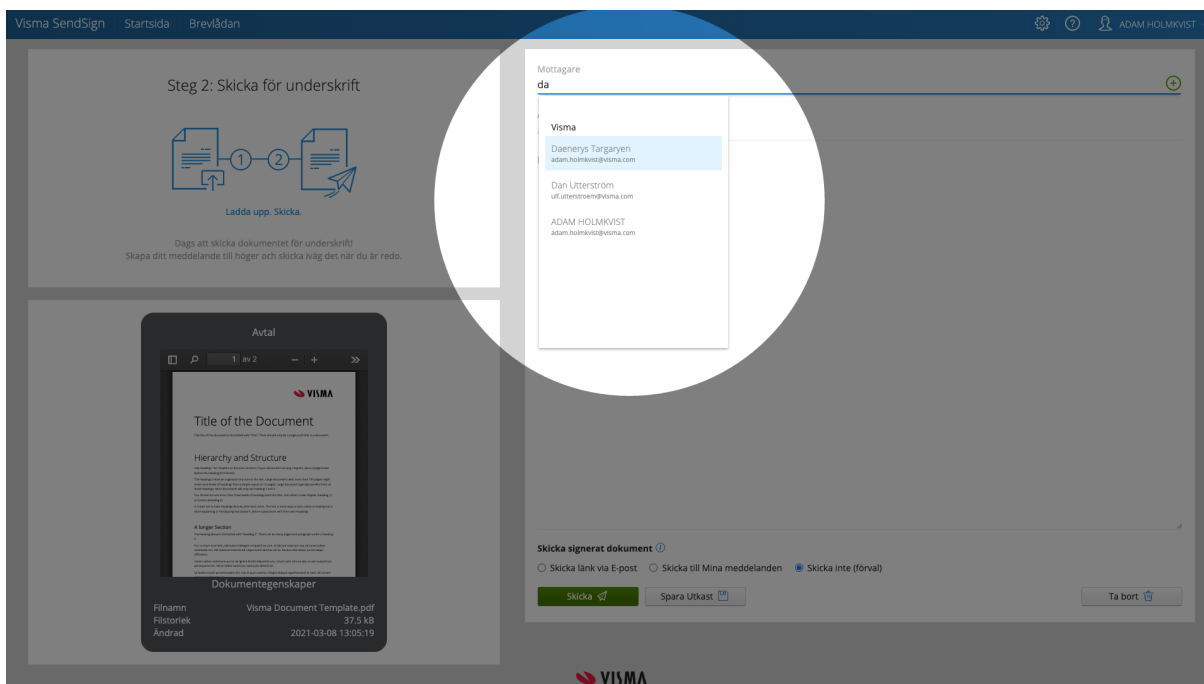 Visma SendSign Startsida Brevlådan ADAM HOLMKVIST
Steg 2: Skicka för underskrift
1 2
Ladda upp. Skicka.
Dags att skicka dokumentet för underskrift!
Skapa ditt meddelande till höger och skicka iväg det när du är redo.
Avtal
1 av 2
VISMA
Title of the Document
Hierarchy and Structure
A longer Section
Dokumentegenskaper
Filnamn Visma Document Template.pdf
Filstorlek 37.5 kB
Ändrad 2021-03-08 13:05:19
Mottagare
da
Visma
Daenerys Targaryen
adam.holmkvist@visma.com
Dan Utterström
ulf.utterstroem@visma.com
ADAM HOLMKVIST
adam.holmkvist@visma.com
Skicka signerat dokument
Skicka länk via E-post Skicka till Mina meddelanden Skicka inte (förval)
Skicka Spara Utkast Ta bort
VISMA